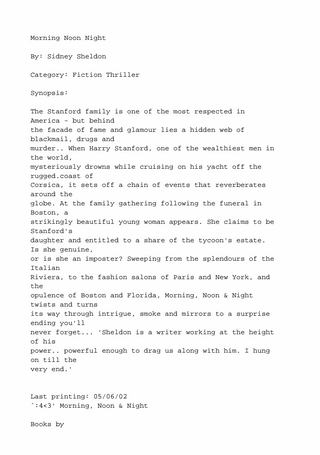 Morning Noon Night
By: Sidney Sheldon
Category: Fiction Thriller
Synopsis:
The Stanford family is one of the most respected in
America - but behind
the facade of fame and glamour lies a hidden web of
blackmail, drugs and
murder.. When Harry Stanford, one of the wealthiest men in
the world,
mysteriously drowns while cruising on his yacht off the
rugged.coast of
Corsica, it sets off a chain of events that reverberates
around the
globe. At the family gathering following the funeral in
Boston, a
strikingly beautiful young woman appears. She claims to be
Stanford's
daughter and entitled to a share of the tycoon's estate.
Is she genuine,
or is she an imposter? Sweeping from the splendours of the
Italian
Riviera, to the fashion salons of Paris and New York, and
the
opulence of Boston and Florida, Morning, Noon & Night
twists and turns
its way through intrigue, smoke and mirrors to a surprise
ending you'll
never forget... 'Sheldon is a writer working at the height
of his
power.. powerful enough to drag us along with him. I hung
on till the
very end.'
Last printing: 05/06/02
`:4<3' Morning, Noon & Night
Books by